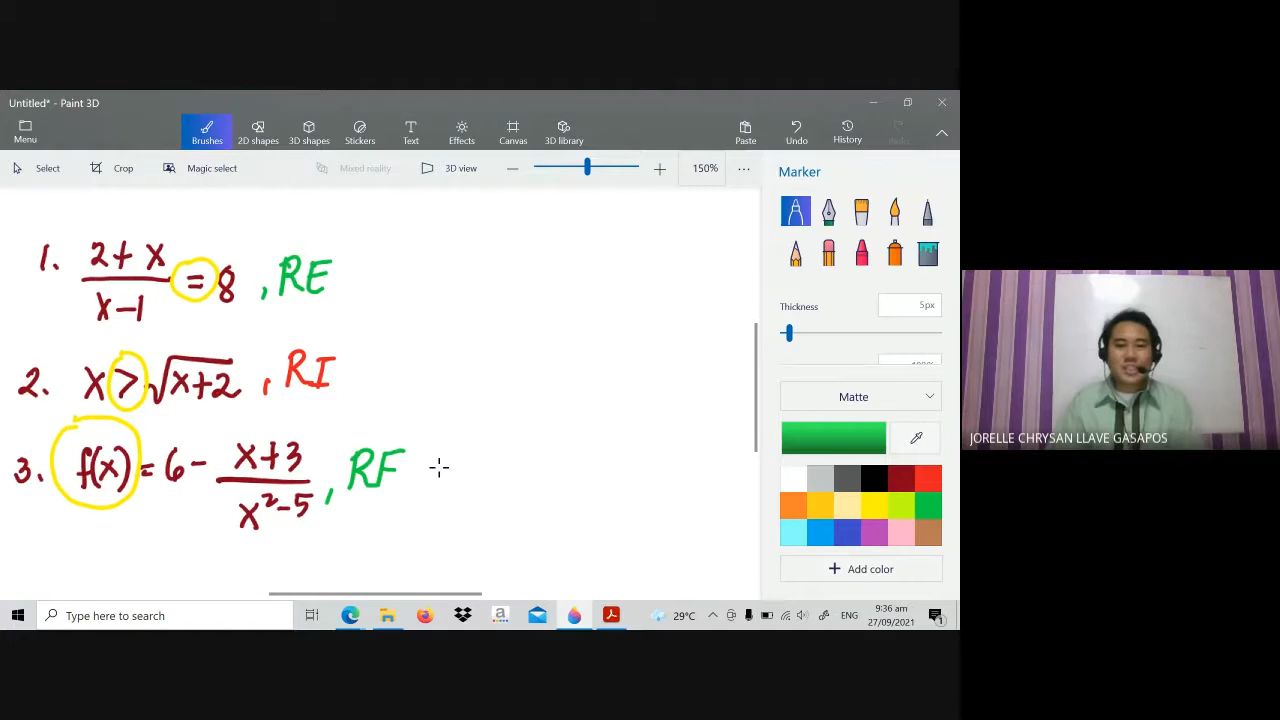 Untitled* - Paint 3D
Menu
Brushes
2D shapes
3D shapes
Stickers
Text
Effects
Canvas
3D library
Paste
Undo
History
Select
Crop
Magic select
Mixed reality
3D view
150%
Marker
Thickness
5px
Matte
Add color
1. (2+x)/(x-1) = 8, RE
2. x > √(x+2), RI
3. f(x) = 6 - (x+3)/(x²-5), RF
JORELLE CHRYSAN LLAVE GASAPOS
Type here to search
a
29°C
ENG
9:36 am
27/09/2021
1